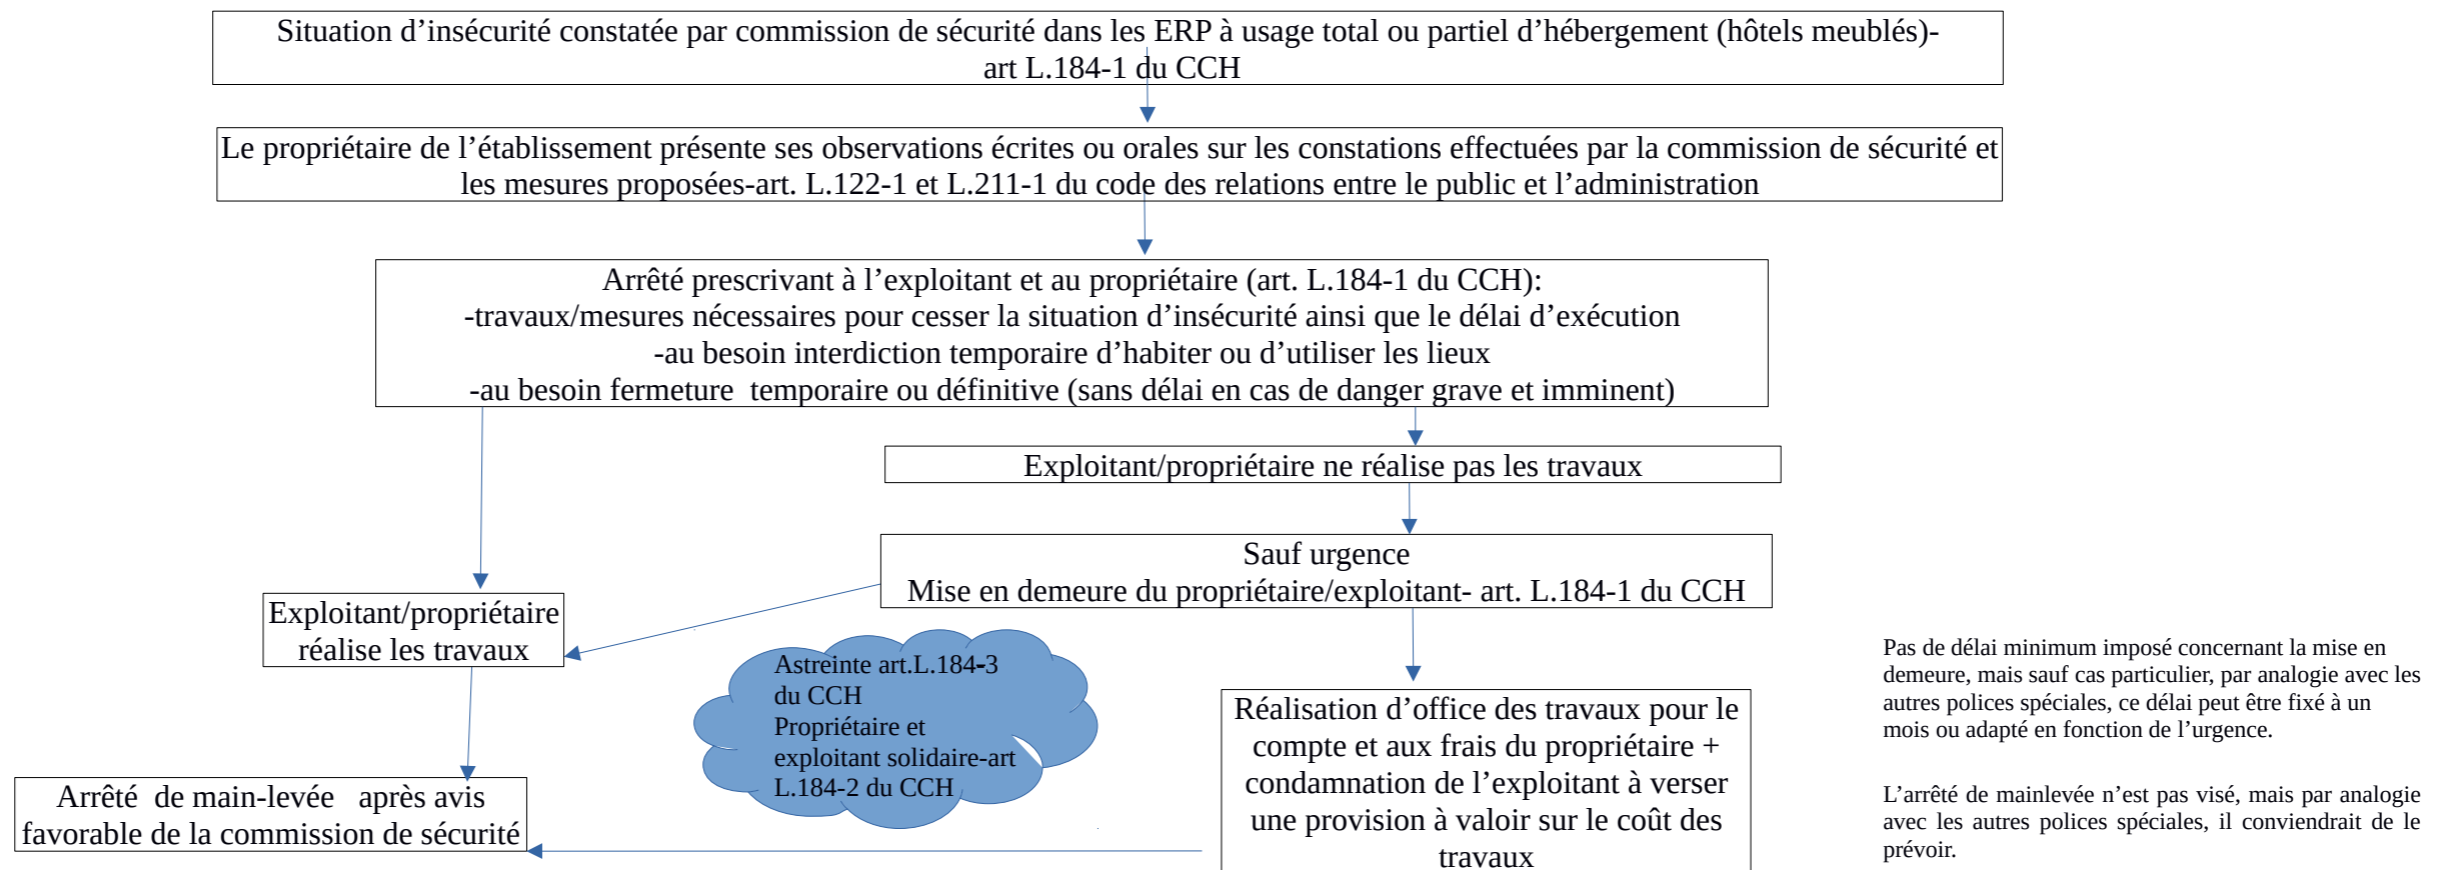 Situation d’insécurité constatée par commission de sécurité dans les ERP à usage total ou partiel d’hébergement (hôtels meublés)-
art L.184-1 du CCH
Le propriétaire de l’établissement présente ses observations écrites ou orales sur les constations effectuées par la commission de sécurité et
les mesures proposées-art. L.122-1 et L.211-1 du code des relations entre le public et l’administration
Arrêté prescrivant à l’exploitant et au propriétaire (art. L.184-1 du CCH):
-travaux/mesures nécessaires pour cesser la situation d’insécurité ainsi que le délai d’exécution
-au besoin interdiction temporaire d’habiter ou d’utiliser les lieux
-au besoin fermeture  temporaire ou définitive (sans délai en cas de danger grave et imminent)
Exploitant/propriétaire ne réalise pas les travaux
Sauf urgence
Mise en demeure du propriétaire/exploitant- art. L.184-1 du CCH
Exploitant/propriétaire
réalise les travaux
Astreinte art.L.184-3
du CCH
Propriétaire et
exploitant solidaire-art
L.184-2 du CCH
Réalisation d’office des travaux pour le
compte et aux frais du propriétaire +
condamnation de l’exploitant à verser
une provision à valoir sur le coût des
travaux
Arrêté  de main-levée   après avis
favorable de la commission de sécurité
Pas de délai minimum imposé concernant la mise en
demeure, mais sauf cas particulier, par analogie avec les
autres polices spéciales, ce délai peut être fixé à un
mois ou adapté en fonction de l’urgence.
L’arrêté de mainlevée n’est pas visé, mais par analogie
avec les autres polices spéciales, il conviendrait de le
prévoir.